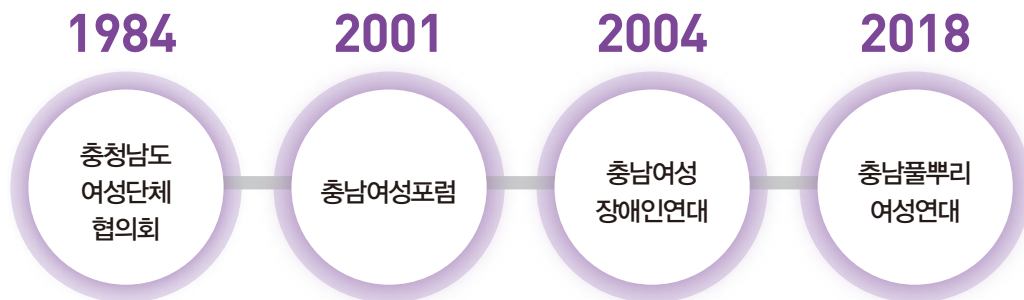 1984
충청남도
여성단체
협의회
2001
충남여성포럼
2004
충남여성
장애인연대
2018
충남풀뿌리
여성연대